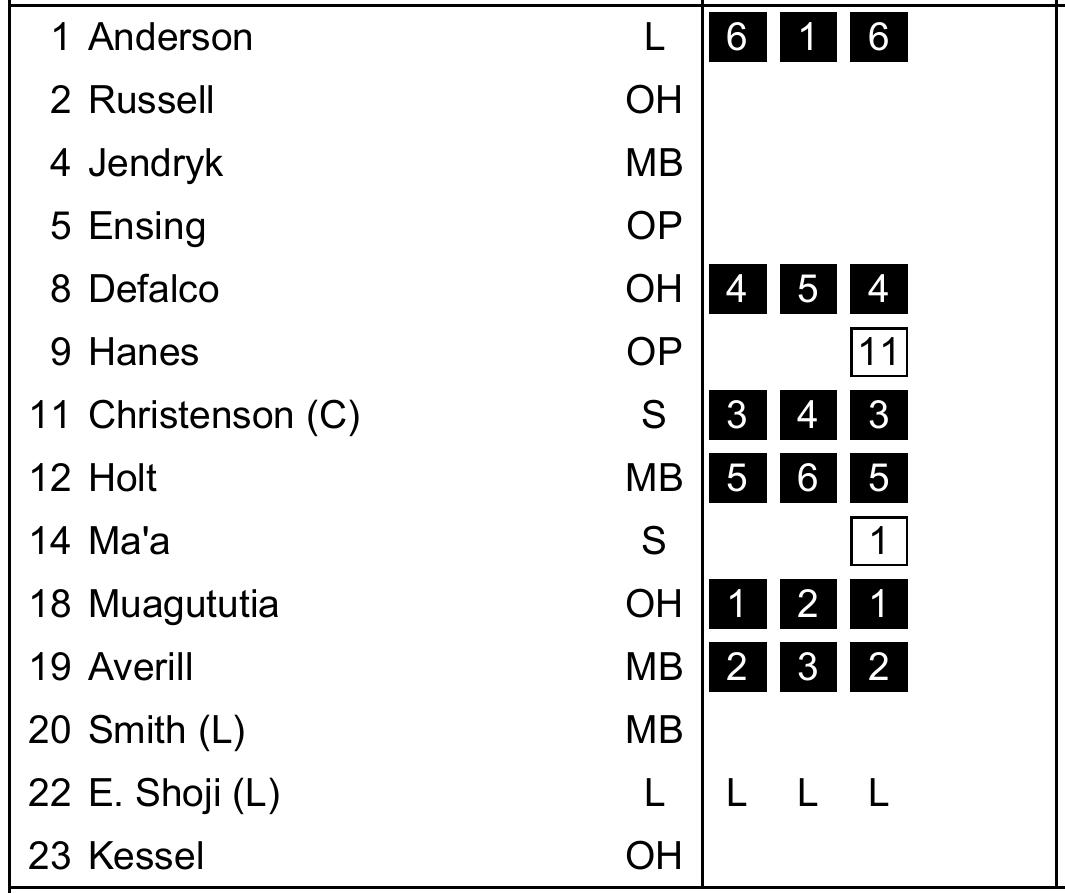 1 Anderson L 6 1 6
2 Russell OH
4 Jendryk MB
5 Ensing OP
8 Defalco OH 4 5 4
9 Hanes OP 11
11 Christenson (C) S 3 4 3
12 Holt MB 5 6 5
14 Ma'a S 1
18 Muagututia OH 1 2 1
19 Averill MB 2 3 2
20 Smith (L) MB
22 E. Shoji (L) L L L L
23 Kessel OH